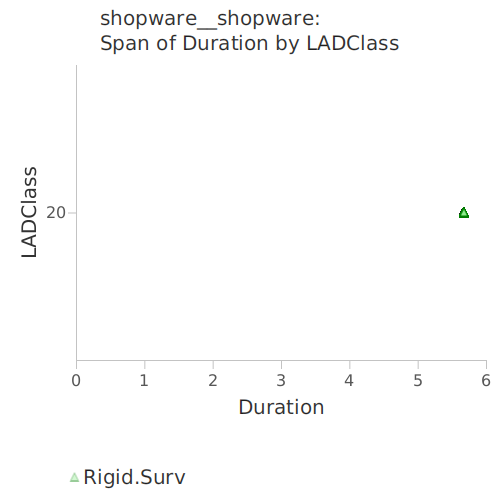 shopware__shopware:
Span of Duration by LADClass
LADClass
20
0 1 2 3 4 5 6
Duration
Rigid.Surv